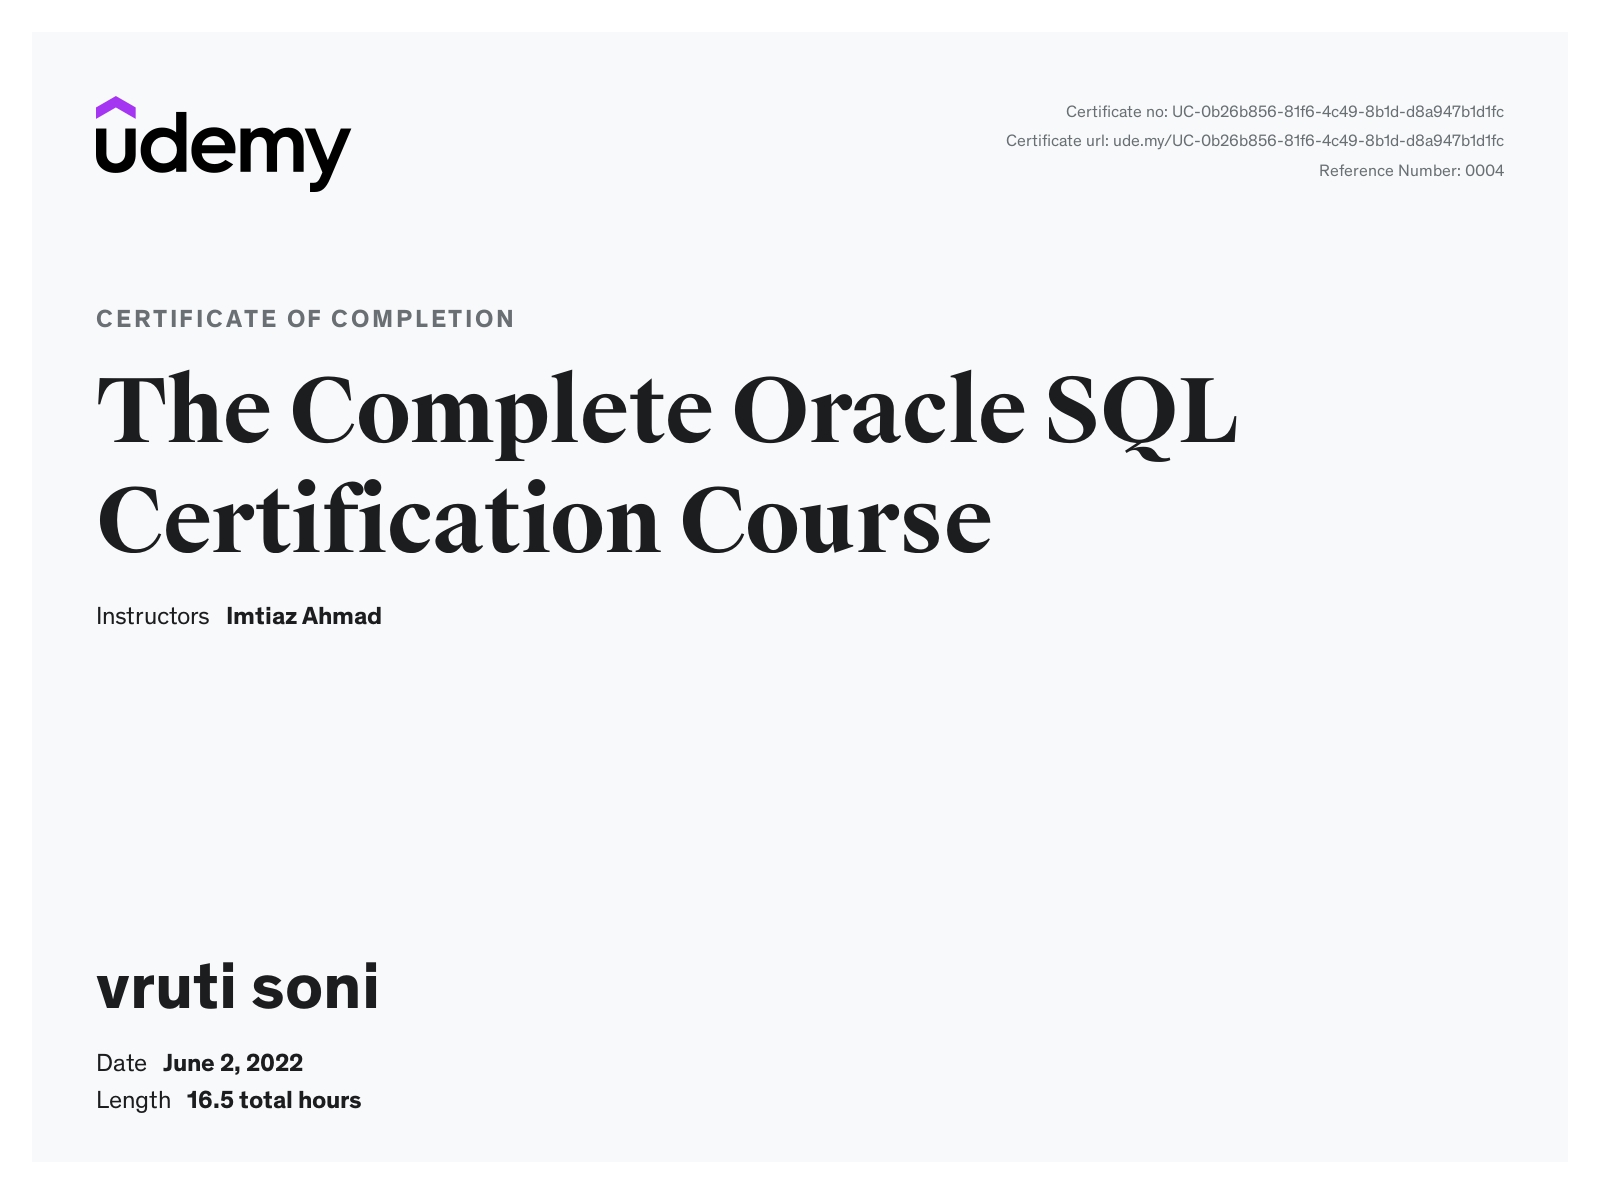 udemy
Certificate no: UC-0b26b856-81f6-4c49-8b1d-d8a947b1d1fc
Certificate url: ude.my/UC-0b26b856-81f6-4c49-8b1d-d8a947b1d1fc
Reference Number: 0004
CERTIFICATE OF COMPLETION
The Complete Oracle SQL
Certification Course
Instructors Imtiaz Ahmad
vruti soni
Date June 2, 2022
Length 16.5 total hours